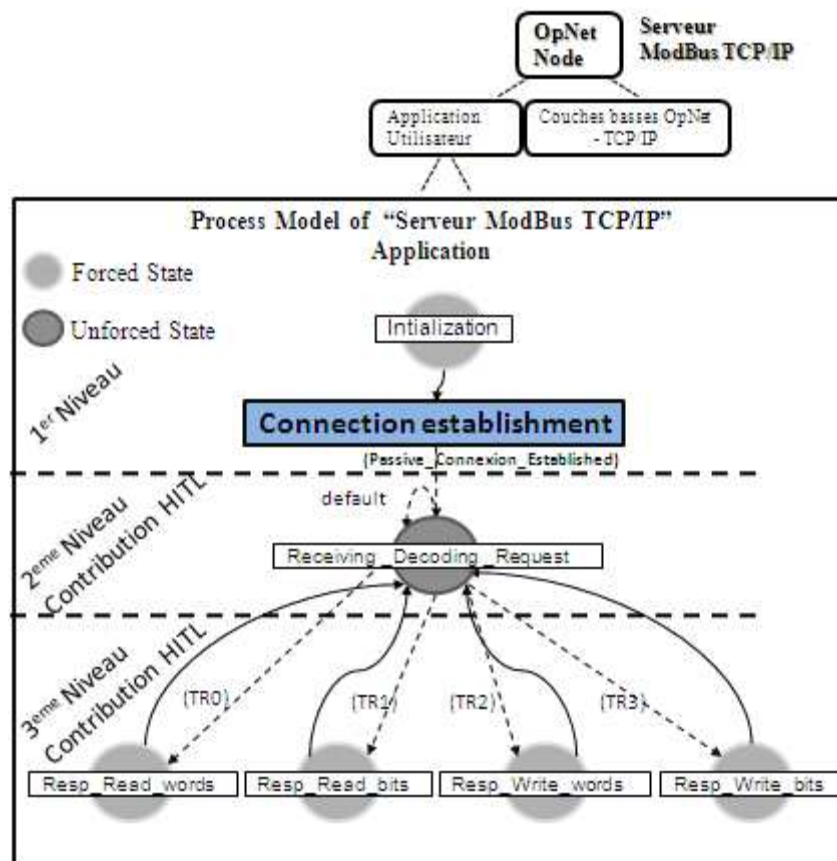 OpNet
Node
Serveur
ModBus TCP/IP
Application
Utilisateur
Couches basses OpNet
- TCP/IP
Process Model of “Serveur ModBus TCP/IP”
Application
Forced State
Unforced State
Intialization
1er Niveau
Connection establishment
(Passive_Connexion_Established)
default
2eme Niveau
Contribution HITL
Receiving_Decoding_Request
3eme Niveau
Contribution HITL
(TR0)
(TR1)
(TR2)
(TR3)
Resp_Read_words
Resp_Read_bits
Resp_Write_words
Resp_Write_bits